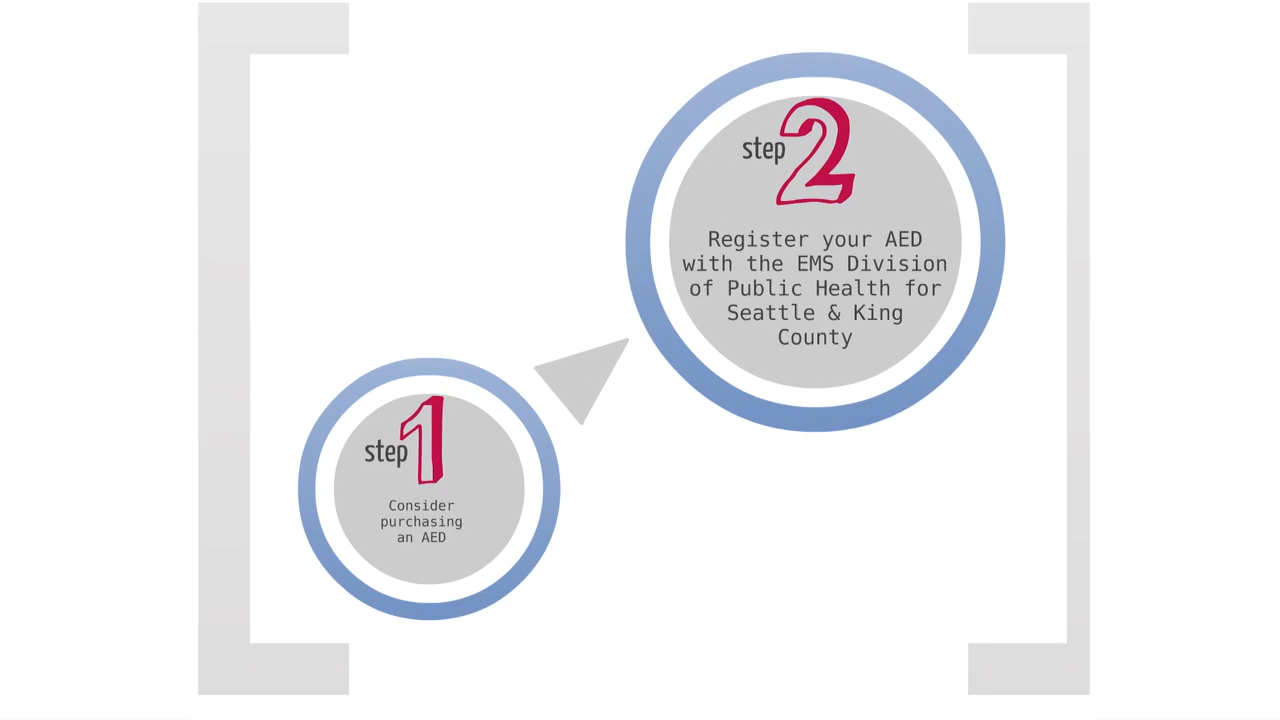 step 1
Consider
purchasing
an AED
step 2
Register your AED
with the EMS Division
of Public Health for
Seattle & King
County